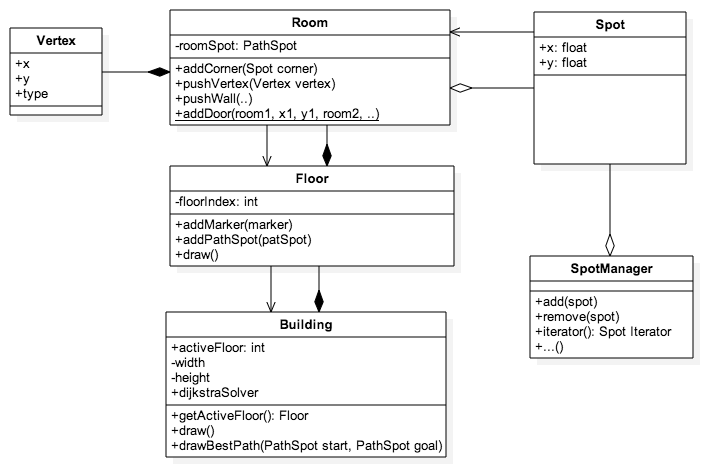 Vertex
+x
+y
+type
Room
-roomSpot: PathSpot
+addCorner(Spot corner)
+pushVertex(Vertex vertex)
+pushWall(..)
+addDoor(room1, x1, y1, room2, ..)
Spot
+x: float
+y: float
Floor
-floorIndex: int
+addMarker(marker)
+addPathSpot(patSpot)
+draw()
SpotManager
+add(spot)
+remove(spot)
+iterator(): Spot Iterator
+...()
Building
+activeFloor: int
-width
-height
+dijkstraSolver
+getActiveFloor(): Floor
+draw()
+drawBestPath(PathSpot start, PathSpot goal)